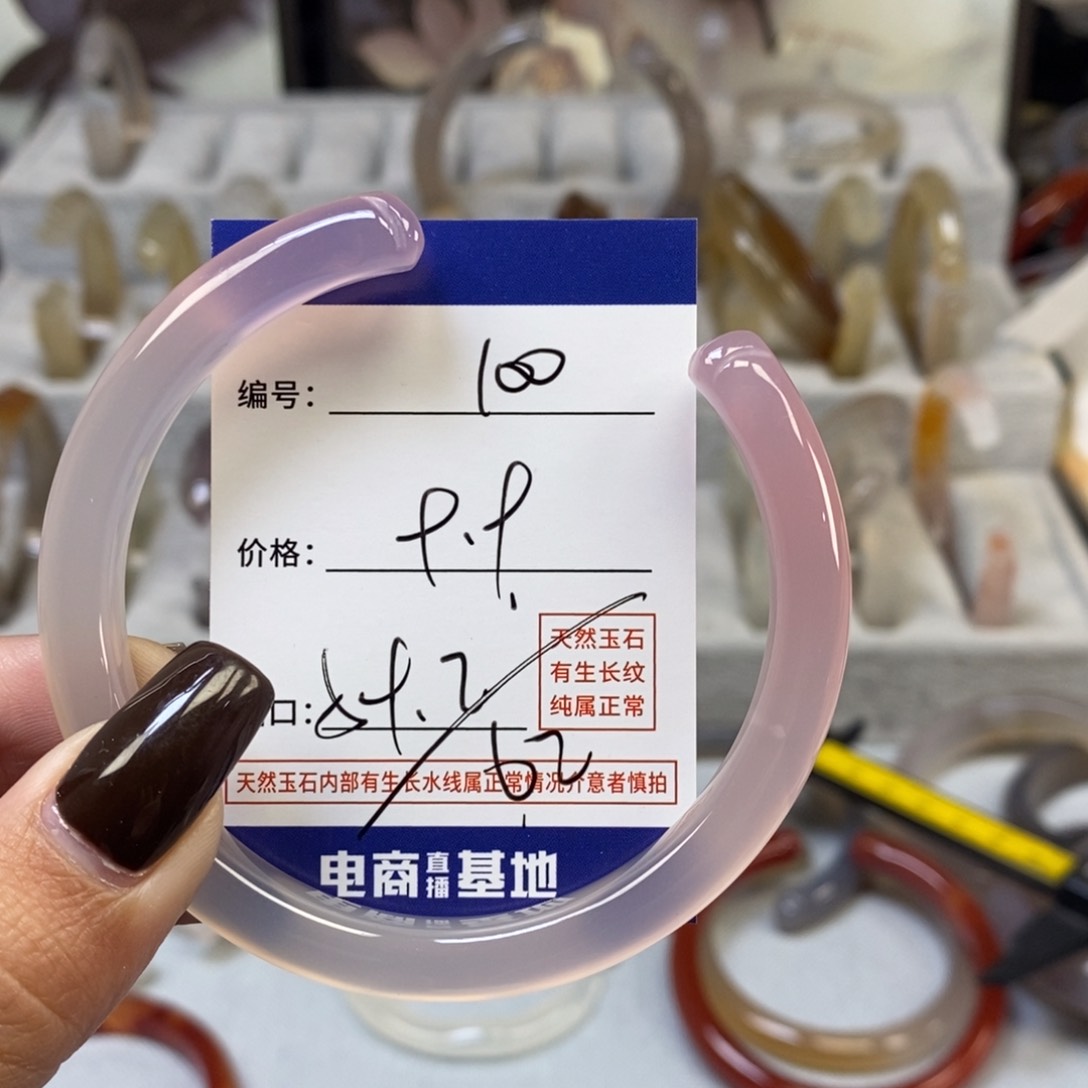 编号: 100
价格:
天然玉石
有生长纹
纯属正常
口:
62
天然玉石内部有生长水线属正常情况介意者慎拍
电商直播基地